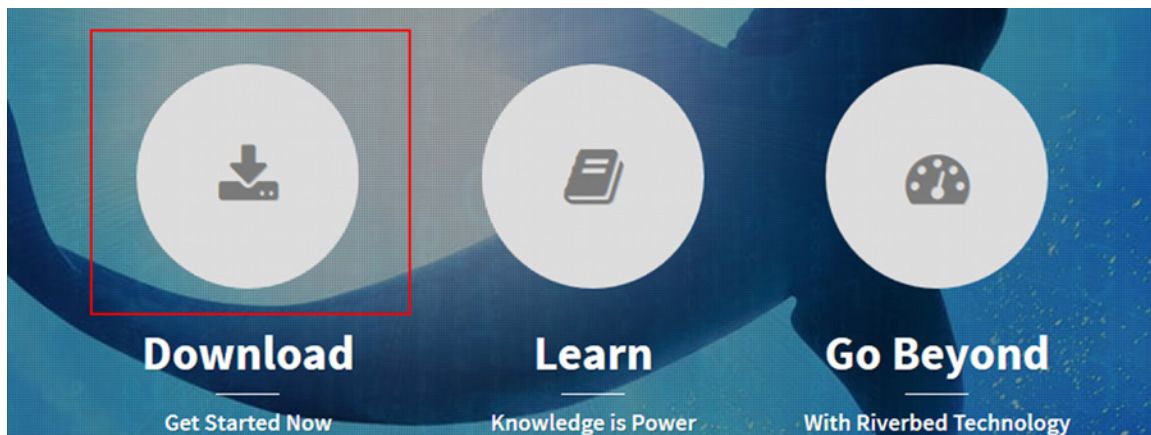 Download
Learn
Go Beyond
Get Started Now
Knowledge is Power
With Riverbed Technology